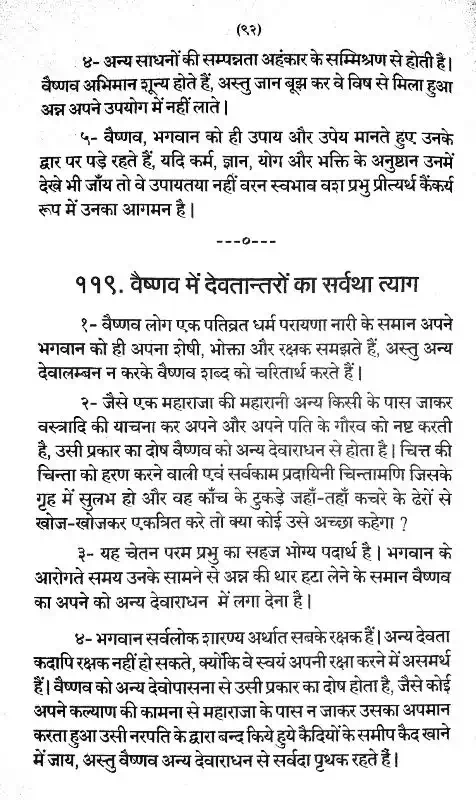 (९२)
४- अन्य साधनों की सम्पन्नता अहंकार के सम्मिश्रण से होती है।
वैष्णव अभिमान शून्य होते हैं, अस्तु जान बूझ कर वे विष से मिला हुआ
अन्न अपने उपयोग में नहीं लाते।
५- वैष्णव, भगवान को ही उपाय और उपेय मानते हुए उनके
द्वार पर पड़े रहते हैं, यदि कर्म, ज्ञान, योग और भक्ति के अनुष्ठान उनमें
देखे भी जाँय तो वे उपायतया नहीं वरन स्वभाव वश प्रभु प्रीत्यर्थ कैंकर्य
रूप में उनका आगमन है।
---०---
११९. वैष्णव में देवतान्तरों का सर्वथा त्याग
१- वैष्णव लोग एक पतिव्रत धर्म परायणा नारी के समान अपने
भगवान को ही अपना शेषी, भोक्ता और रक्षक समझते हैं, अस्तु अन्य
देवालम्बन न करके वैष्णव शब्द को चरितार्थ करते हैं।
२- जैसे एक महाराजा की महारानी अन्य किसी के पास जाकर
वस्त्रादि की याचना कर अपने और अपने पति के गौरव को नष्ट करती
है, उसी प्रकार का दोष वैष्णव को अन्य देवाराधन से होता है। चित्त की
चिन्ता को हरण करने वाली एवं सर्वकाम प्रदायिनी चिन्तामणि जिसके
गृह में सुलभ हो और वह काँच के टुकड़े जहाँ-तहाँ कचरे के ढेरों से
खोज-खोजकर एकत्रित करे तो क्या कोई उसे अच्छा कहेगा ?
३- यह चेतन परम प्रभु का सहज भोग्य पदार्थ है। भगवान के
आरोगते समय उनके सामने से अन्न की थार हटा लेने के समान वैष्णव
का अपने को अन्य देवाराधन में लगा देना है।
४- भगवान सर्वलोक शारण्य अर्थात सबके रक्षक हैं। अन्य देवता
कदापि रक्षक नहीं हो सकते, क्योंकि वे स्वयं अपनी रक्षा करने में असमर्थ
हैं। वैष्णव को अन्य देवोपासना से उसी प्रकार का दोष होता है, जैसे कोई
अपने कल्याण की कामना से महाराजा के पास न जाकर उसका अपमान
करता हुआ उसी नरपति के द्वारा बन्द किये हुये कैदियों के समीप कैद खाने
में जाय, अस्तु वैष्णव अन्य देवाराधन से सर्वदा पृथक रहते हैं।